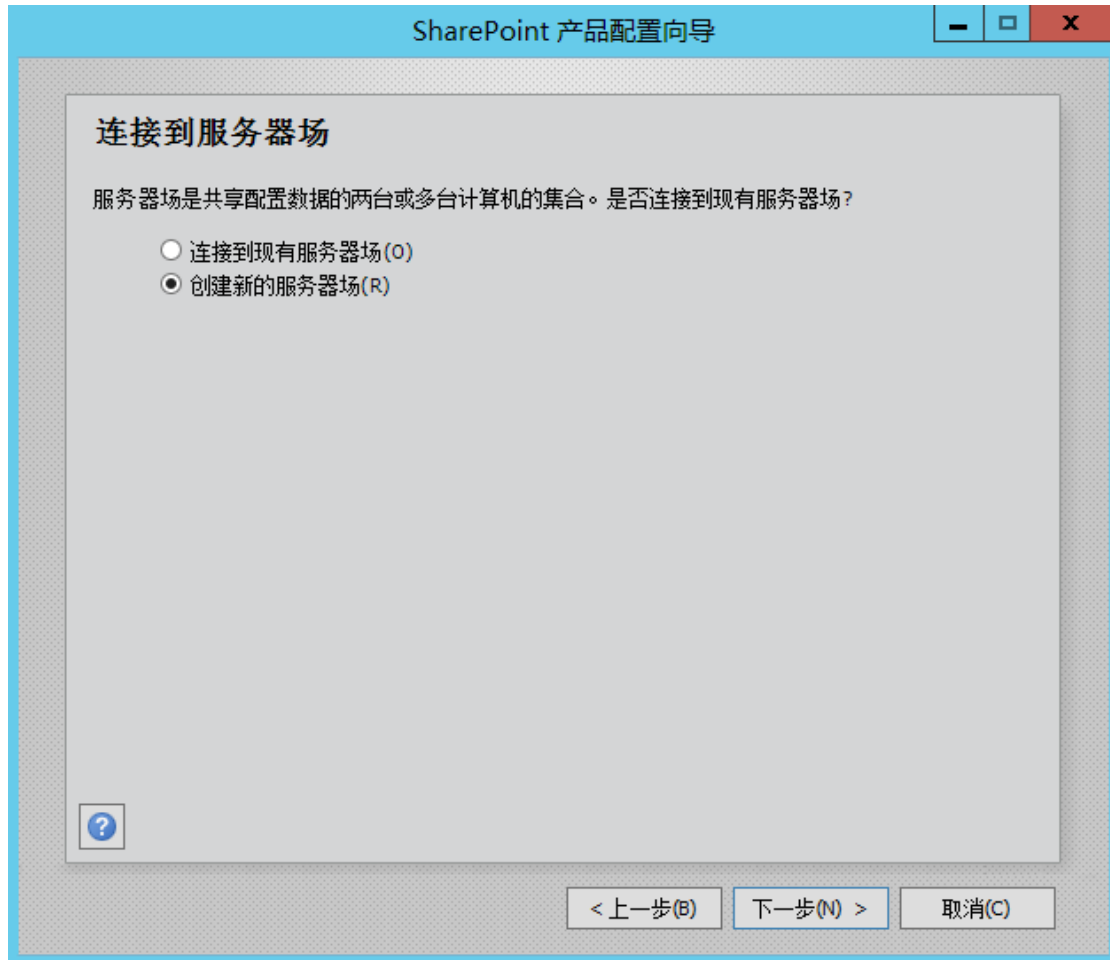 SharePoint 产品配置向导
连接到服务器场
服务器场是共享配置数据的两台或多台计算机的集合。是否连接到现有服务器场?
连接到现有服务器场(O)
创建新的服务器场(R)
<上一步(B)
下一步(N) >
取消(C)